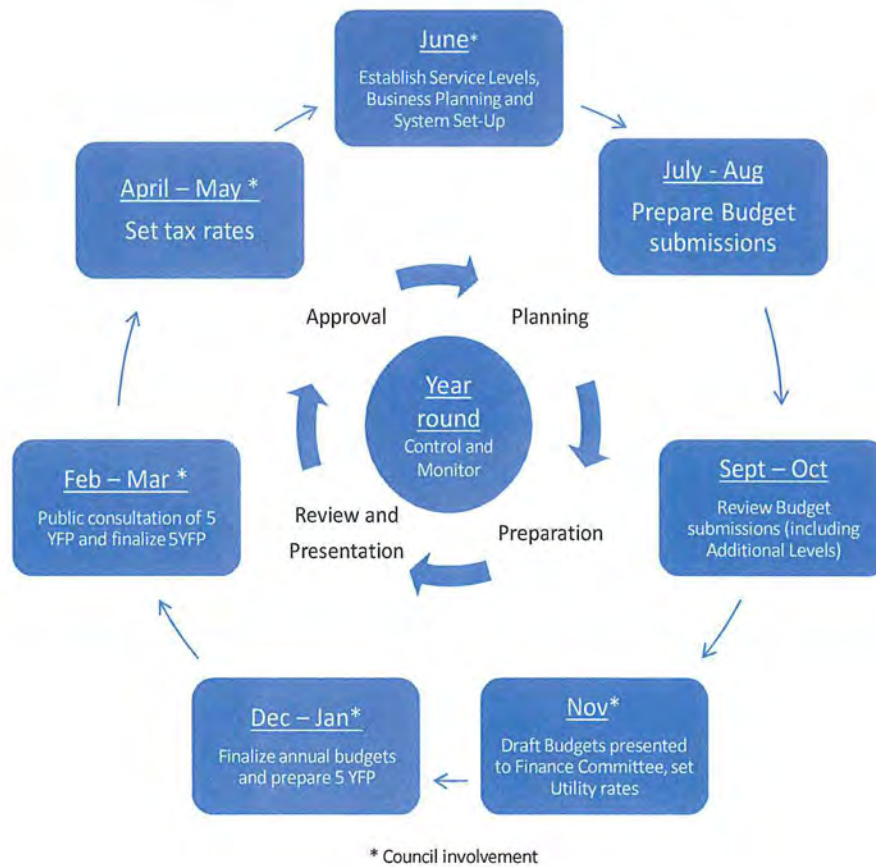 June*
Establish Service Levels,
Business Planning and
System Set-Up
July - Aug
Prepare Budget
submissions
Sept – Oct
Review Budget
submissions (including
Additional Levels)
Nov*
Draft Budgets presented
to Finance Committee, set
Utility rates
Dec – Jan*
Finalize annual budgets
and prepare 5 YFP
Feb – Mar *
Public consultation of 5
YFP and finalize 5YFP
April – May *
Set tax rates
Approval
Planning
Preparation
Review and
Presentation
Year
round
Control and
Monitor
* Council involvement